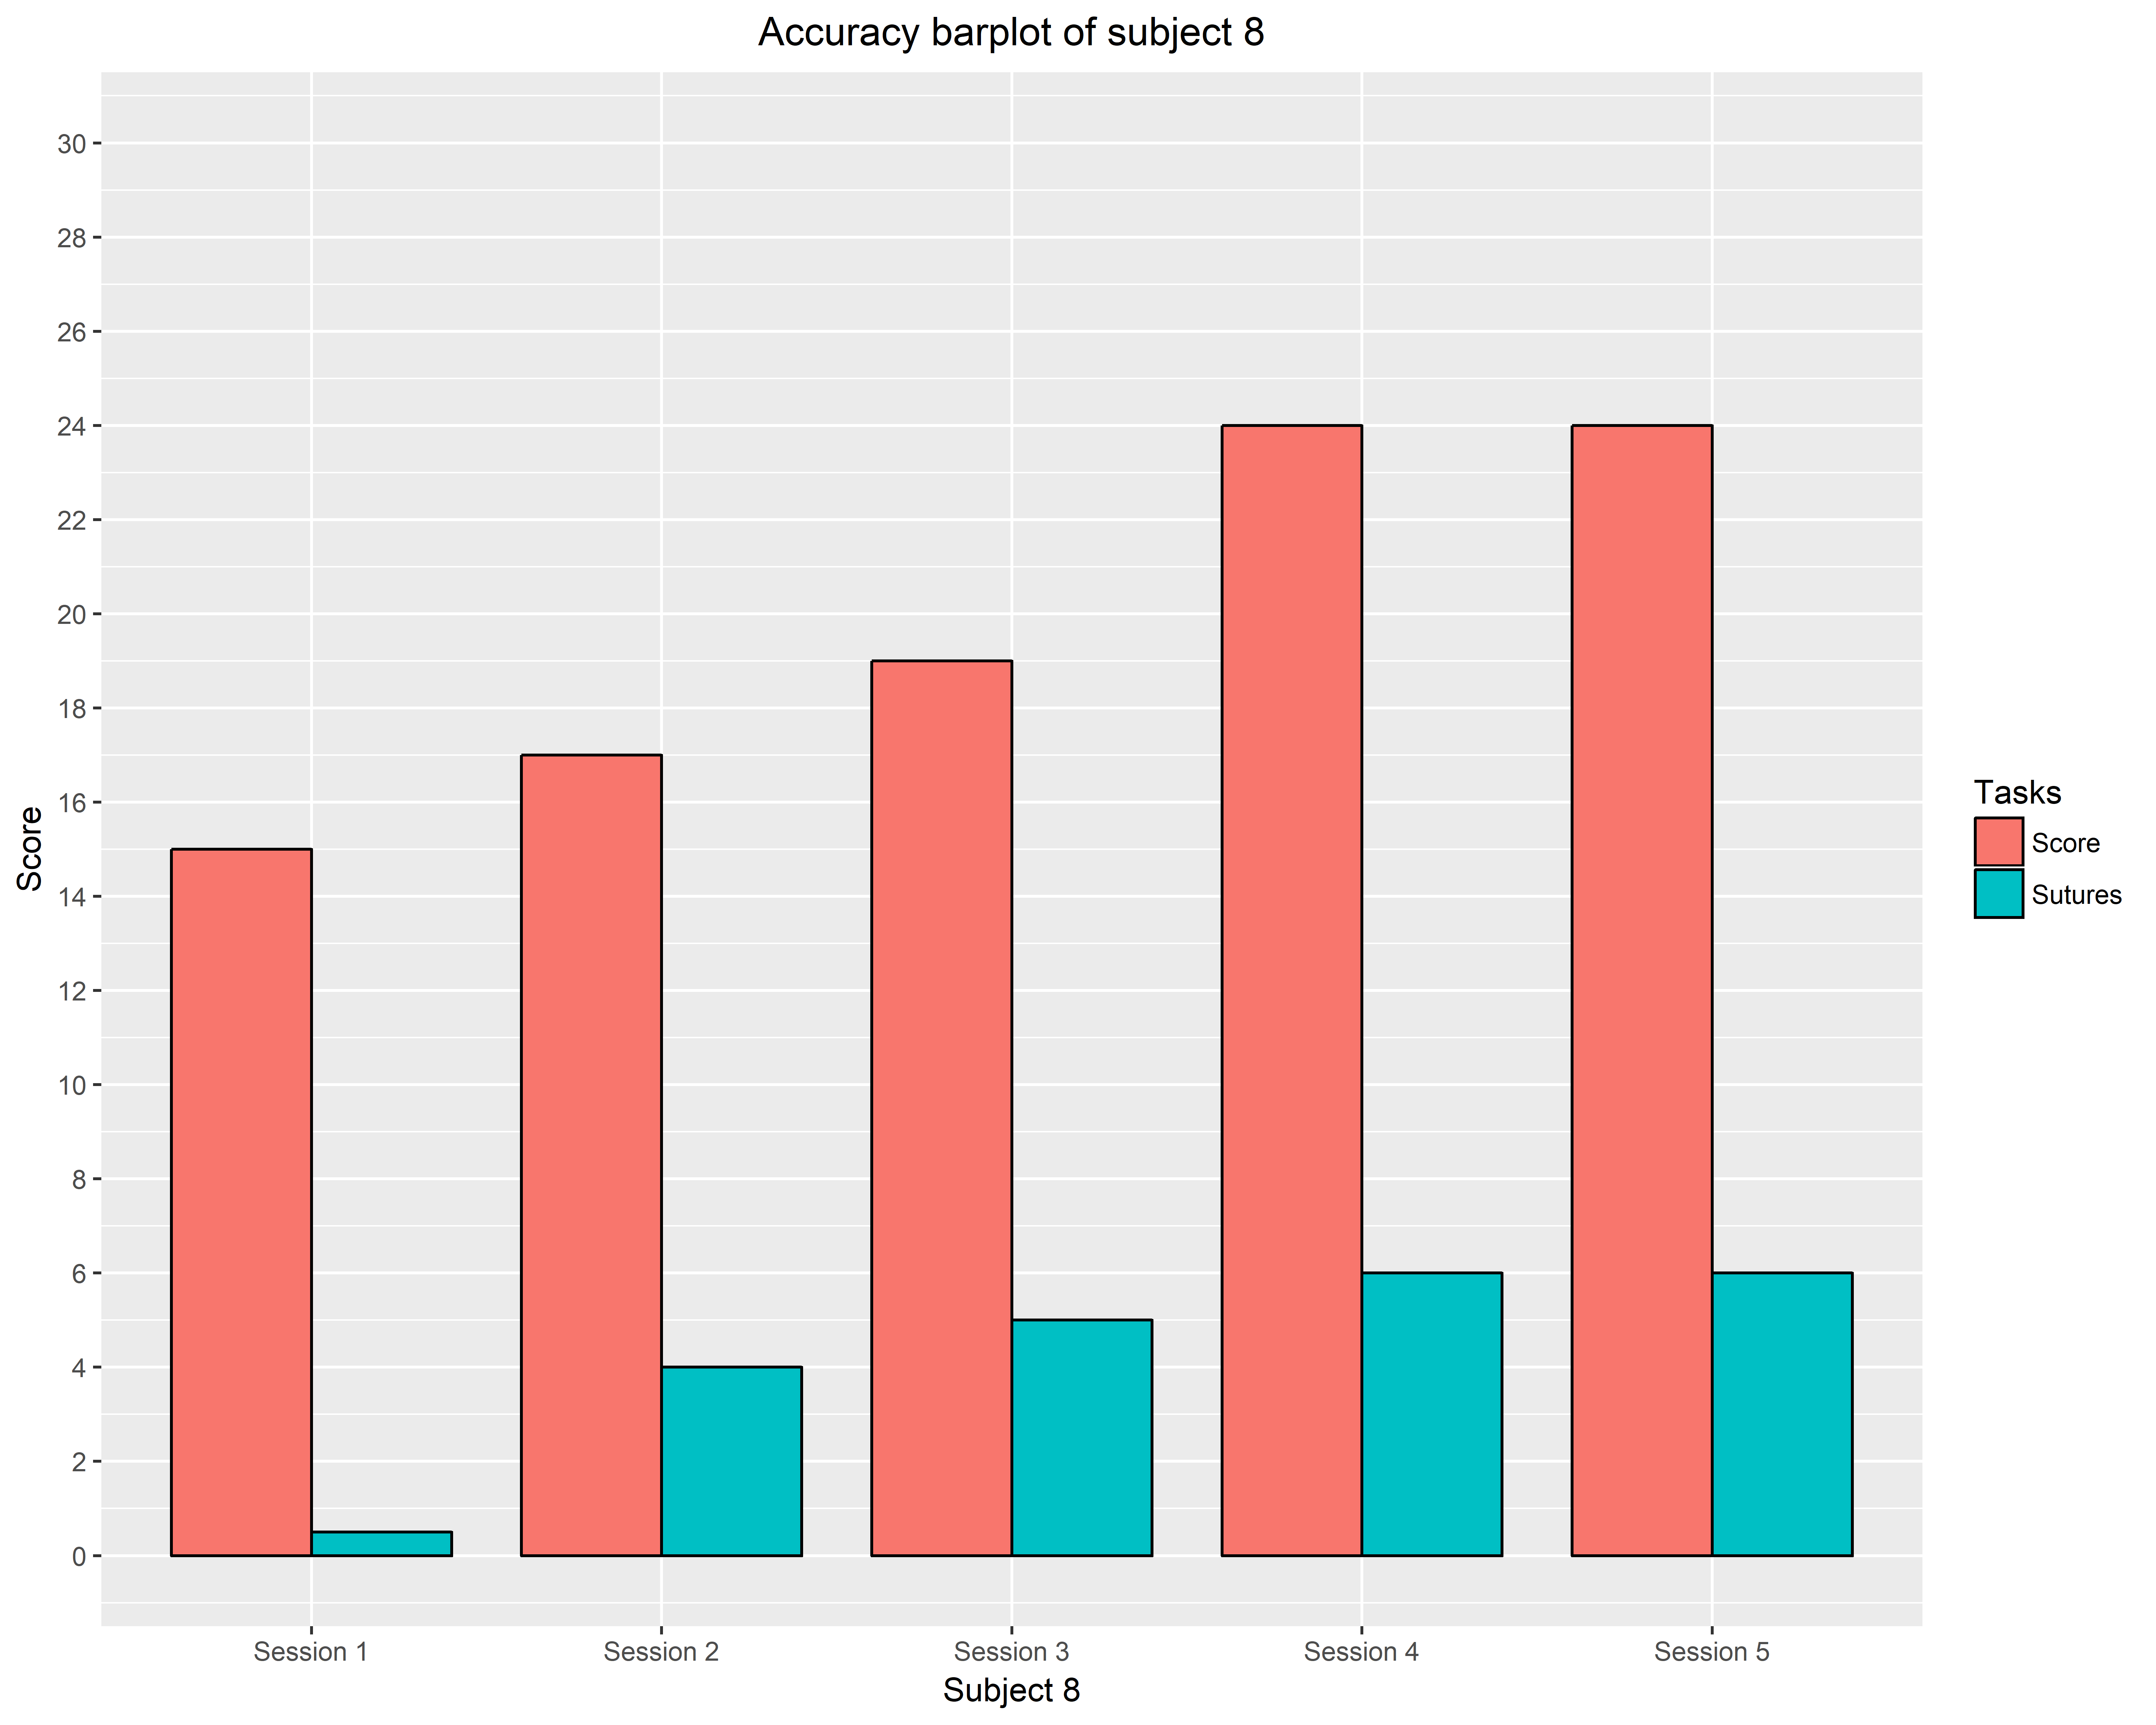 Accuracy barplot of subject 8
30
28
26
24
22
20
18
16
14
12
10
8
6
4
2
0
Score
Session 1 Session 2 Session 3 Session 4 Session 5
Subject 8
Tasks
Score
Sutures